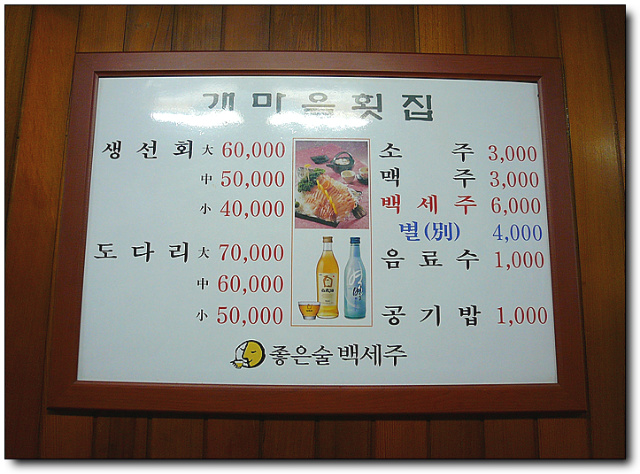 개마을횟집
생선회 大 60,000
中 50,000
小 40,000
도다리 大 70,000
中 60,000
小 50,000
소주 3,000
맥주 3,000
백세주 6,000
별(別) 4,000
음료수 1,000
공기밥 1,000
좋은술 백세주